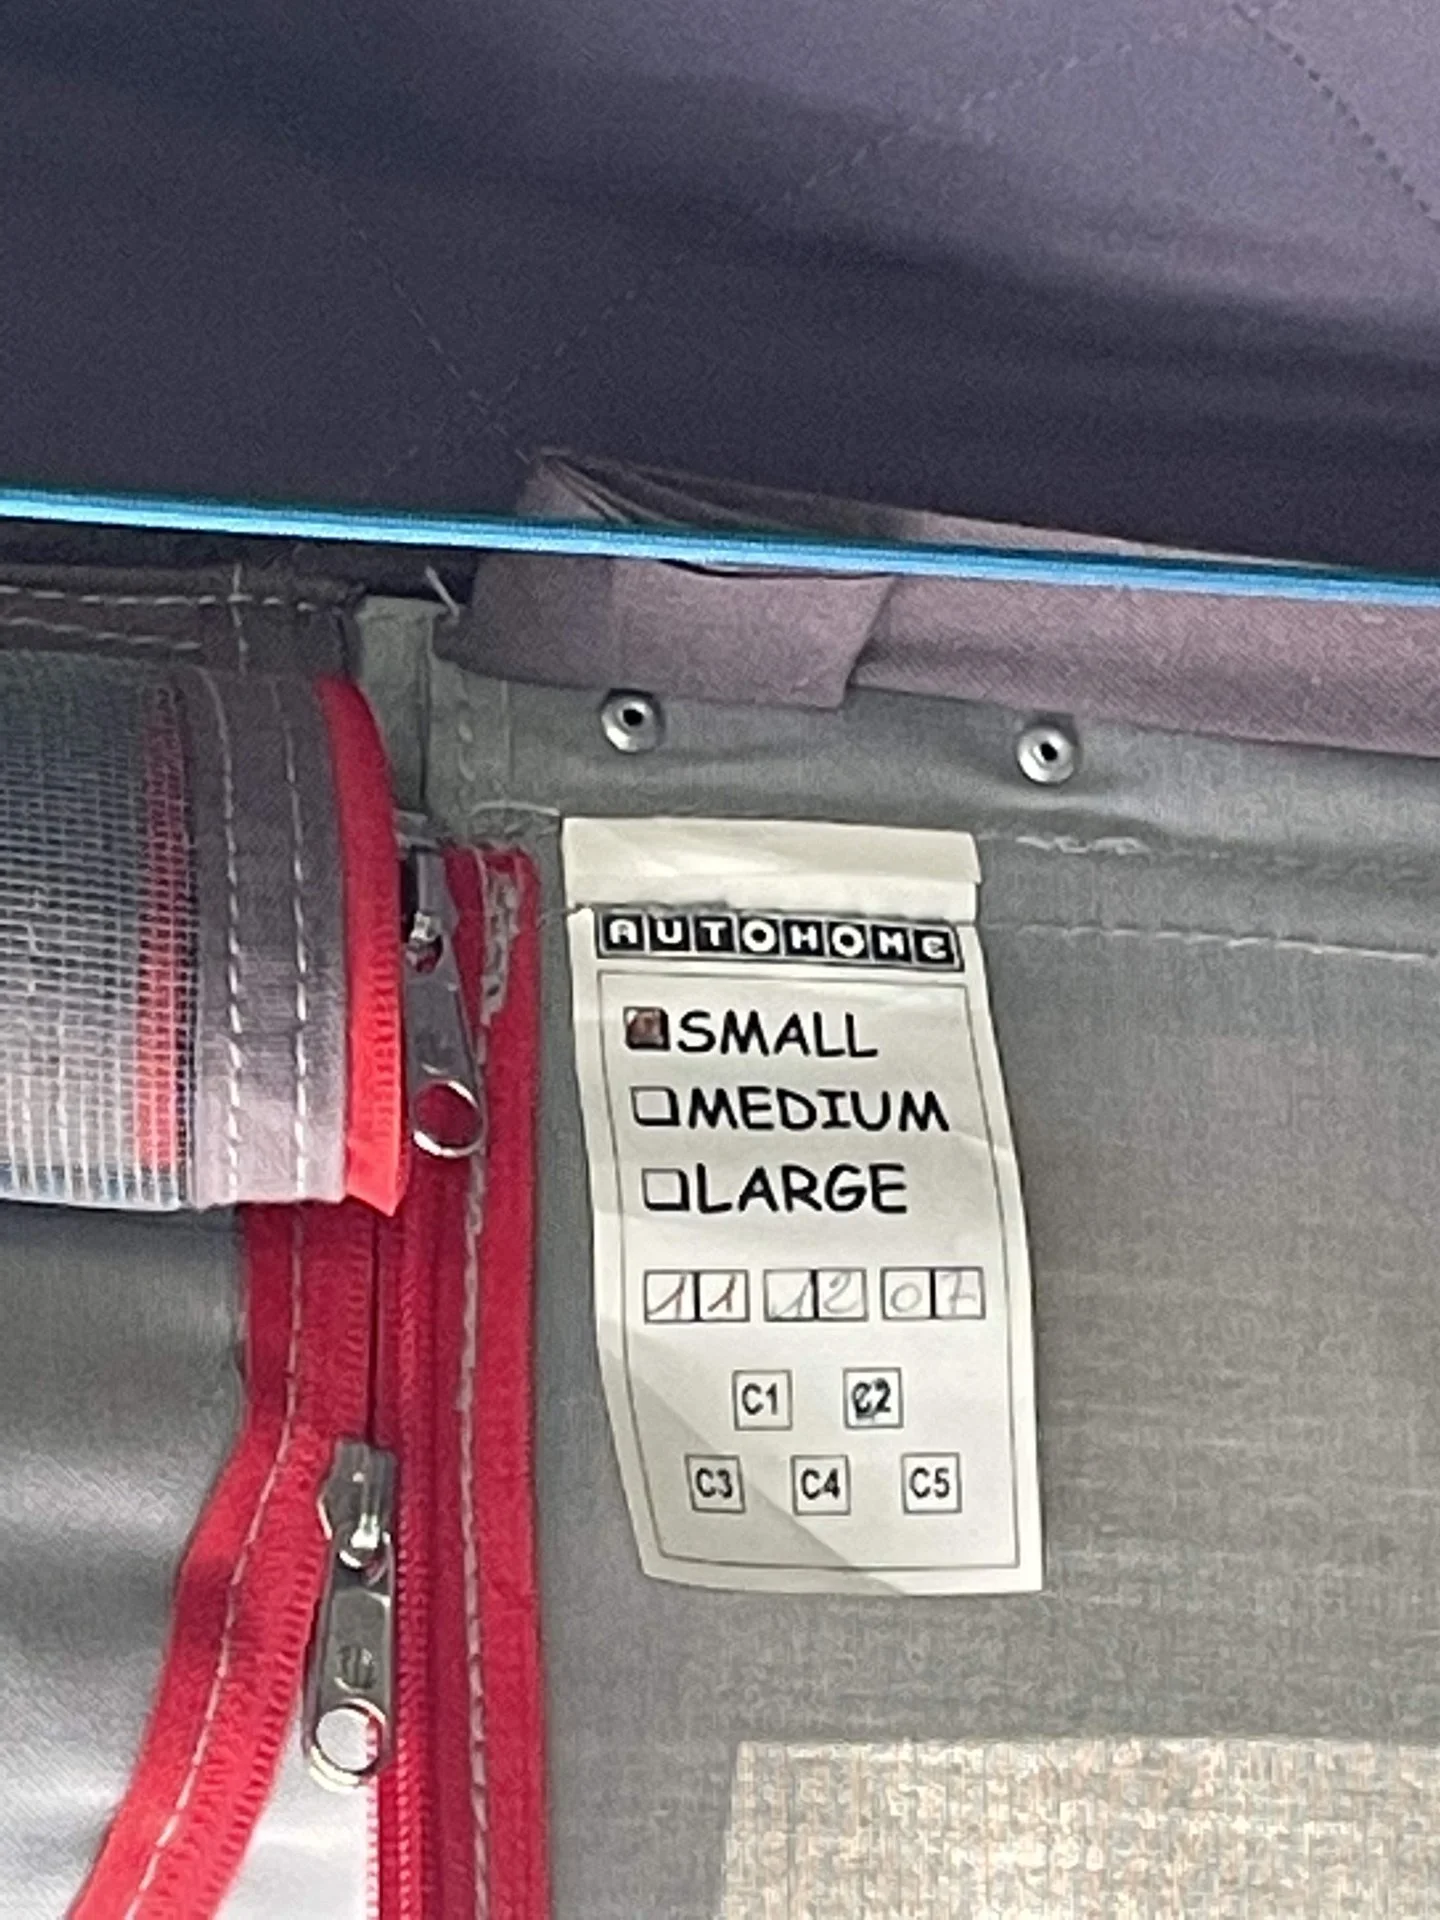 AUTOHOME
SMALL
MEDIUM
LARGE
11 12 07
C1 C2
C3 C4 C5